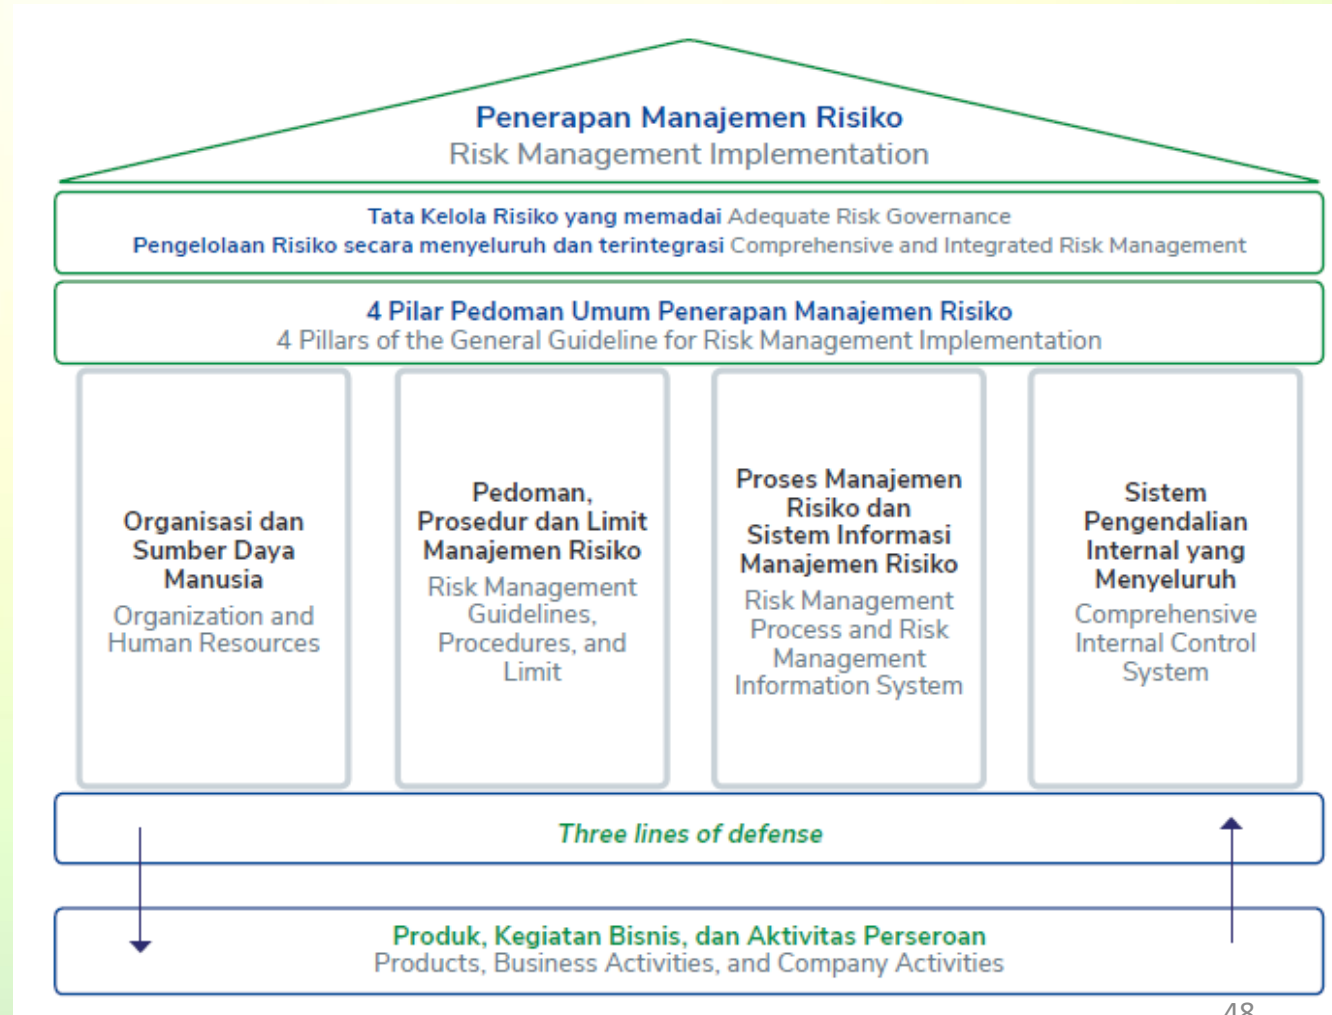 Penerapan Manajemen Risiko
Risk Management Implementation
Tata Kelola Risiko yang memadai Adequate Risk Governance
Pengelolaan Risiko secara menyeluruh dan terintegrasi Comprehensive and Integrated Risk Management
4 Pilar Pedoman Umum Penerapan Manajemen Risiko
4 Pillars of the General Guideline for Risk Management Implementation
Organisasi dan
Sumber Daya
Manusia
Organization and
Human Resources
Pedoman,
Prosedur dan Limit
Manajemen Risiko
Risk Management
Guidelines,
Procedures, and
Limit
Proses Manajemen
Risiko dan
Sistem Informasi
Manajemen Risiko
Risk Management
Process and Risk
Management
Information System
Sistem
Pengendalian
Internal yang
Menyeluruh
Comprehensive
Internal Control
System
Three lines of defense
Produk, Kegiatan Bisnis, dan Aktivitas Perseroan
Products, Business Activities, and Company Activities
48